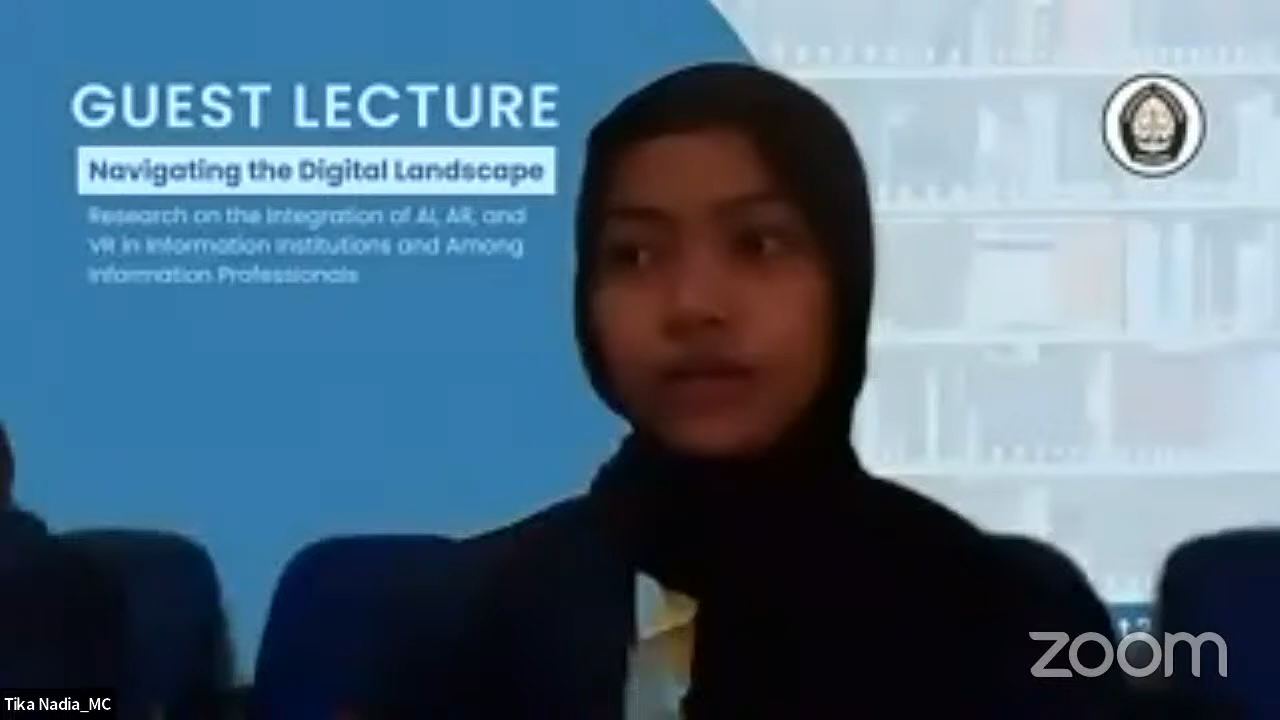 GUEST LECTURE
Navigating the Digital Landscape
Research on the Integration of AI, AR, and
VR in Information Institutions and Among
Information Professionals
zoom
Tika Nadia_MC